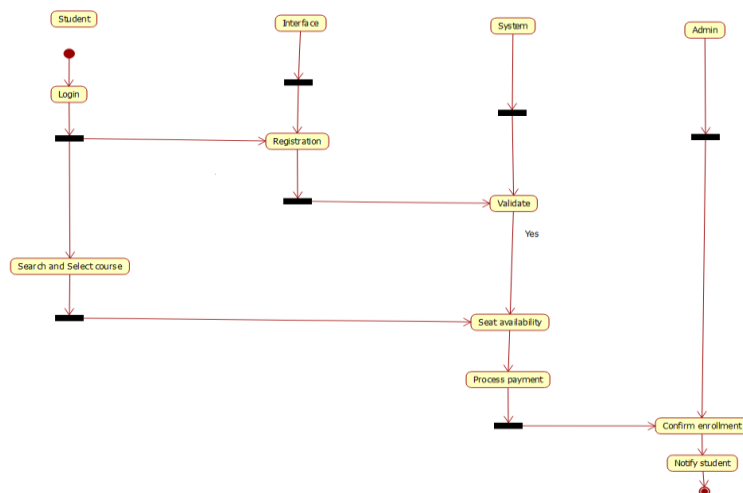 Student
Interface
System
Admin
Login
Registration
Validate
Yes
Search and Select course
Seat availability
Process payment
Confirm enrollment
Notify student